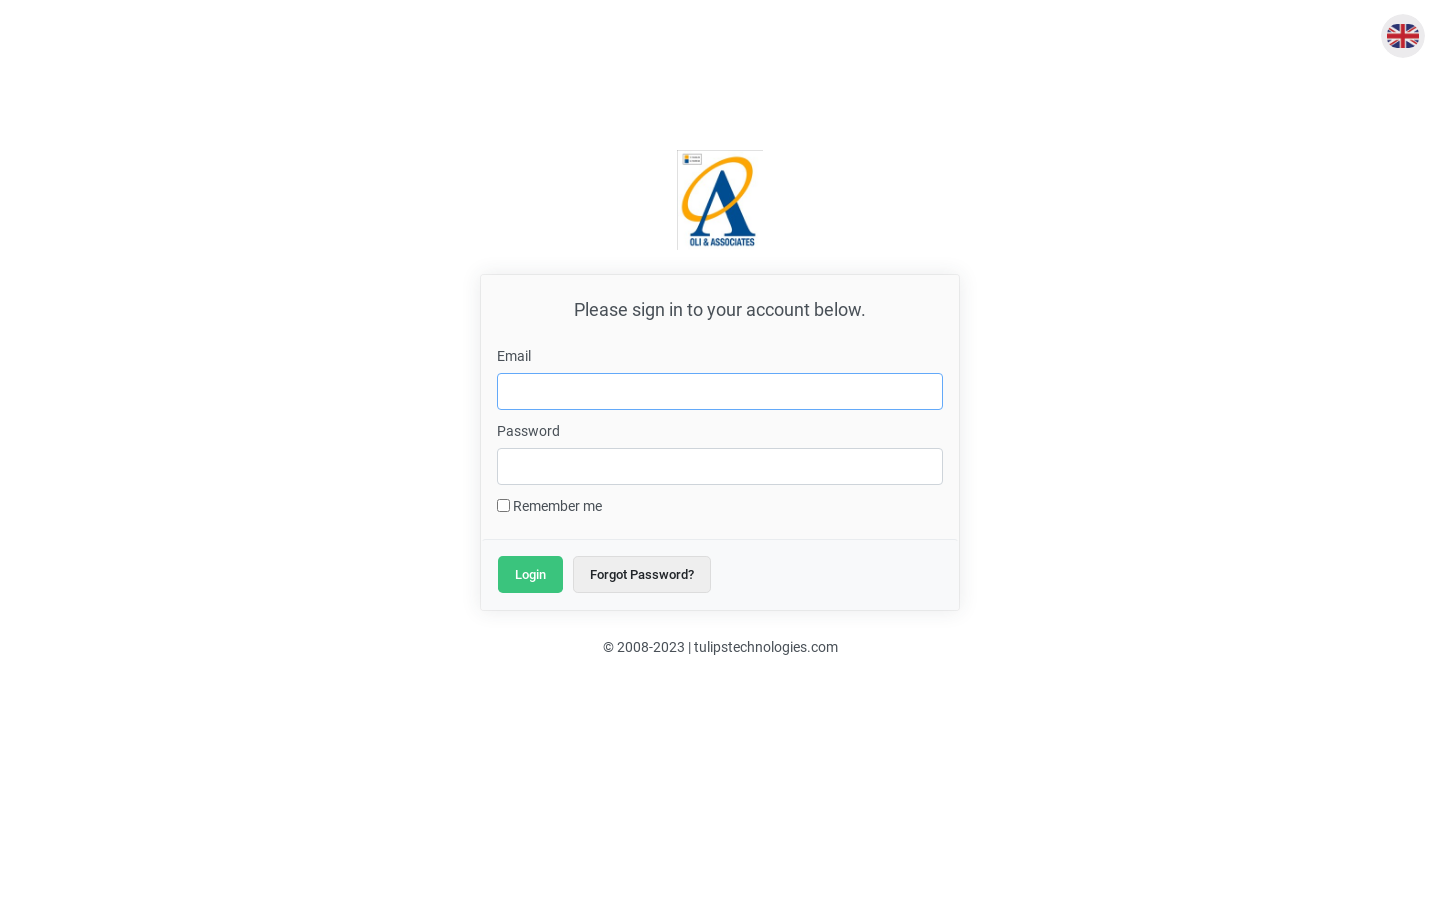 OLI & ASSOCIATES
Please sign in to your account below.
Email
Password
Remember me
Login
Forgot Password?
© 2008-2023 | tulipstechnologies.com